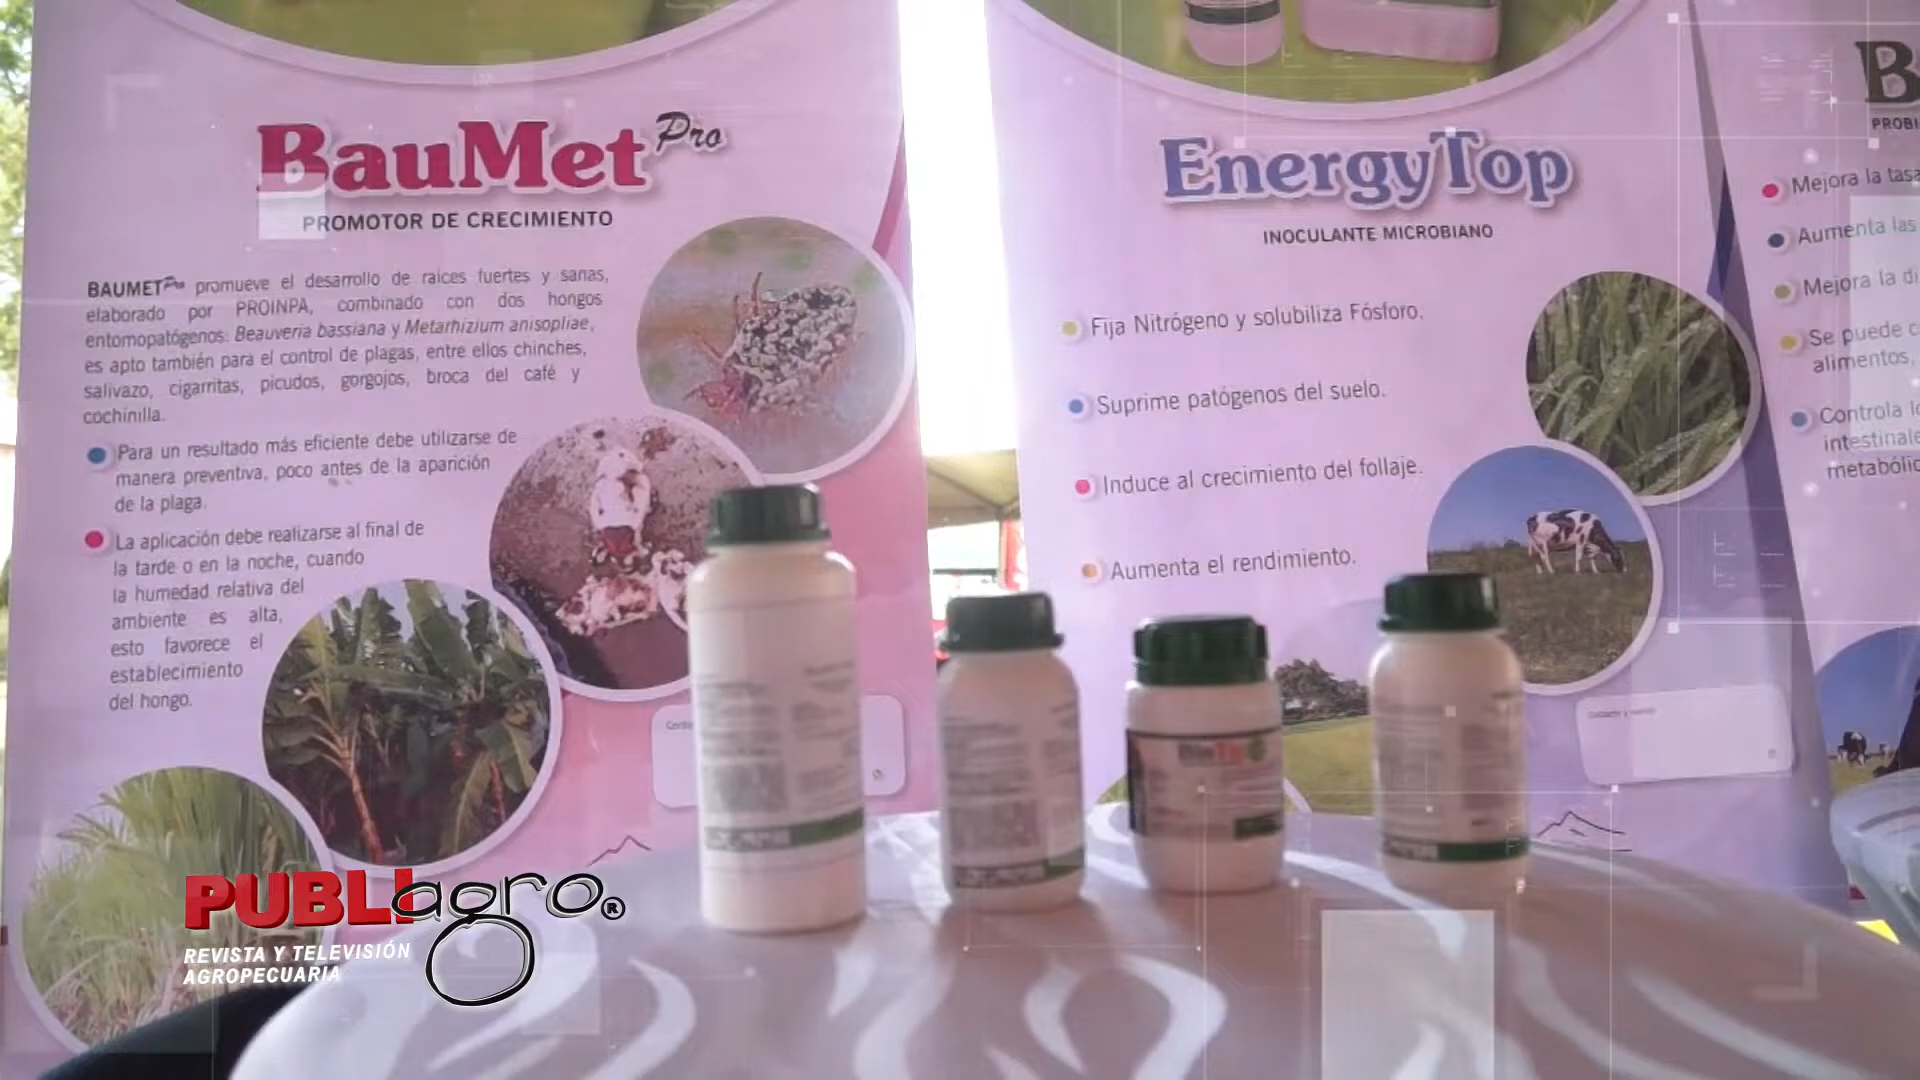 BauMet Pro
PROMOTOR DE CRECIMIENTO
BAUMET Pro promueve el desarrollo de raíces fuertes y sanas,
elaborado por PROINPA, combinado con dos hongos
entomopatógenos: Beauveria bassiana y Metarhizium anisopliae,
es apto también para el control de plagas, entre ellos chinches,
salivazo, cigarritas, picudos, gorgojos, broca del café y
cochinilla.
Para un resultado más eficiente debe utilizarse de
manera preventiva, poco antes de la aparición
de la plaga.
La aplicación debe realizarse al final de
la tarde o en la noche, cuando
la humedad relativa del
ambiente es alta,
esto favorece el
establecimiento
del hongo.
EnergyTop
INOCULANTE MICROBIANO
Fija Nitrógeno y solubiliza Fósforo.
Suprime patógenos del suelo.
Induce al crecimiento del follaje.
Aumenta el rendimiento.
B
PROBI
Mejora la tasa
Aumenta las
Mejora la di
Se puede c
alimentos,
Controla lo
intestinale
metabólic
PUBLIagro®
REVISTA Y TELEVISIÓN
AGROPECUARIA